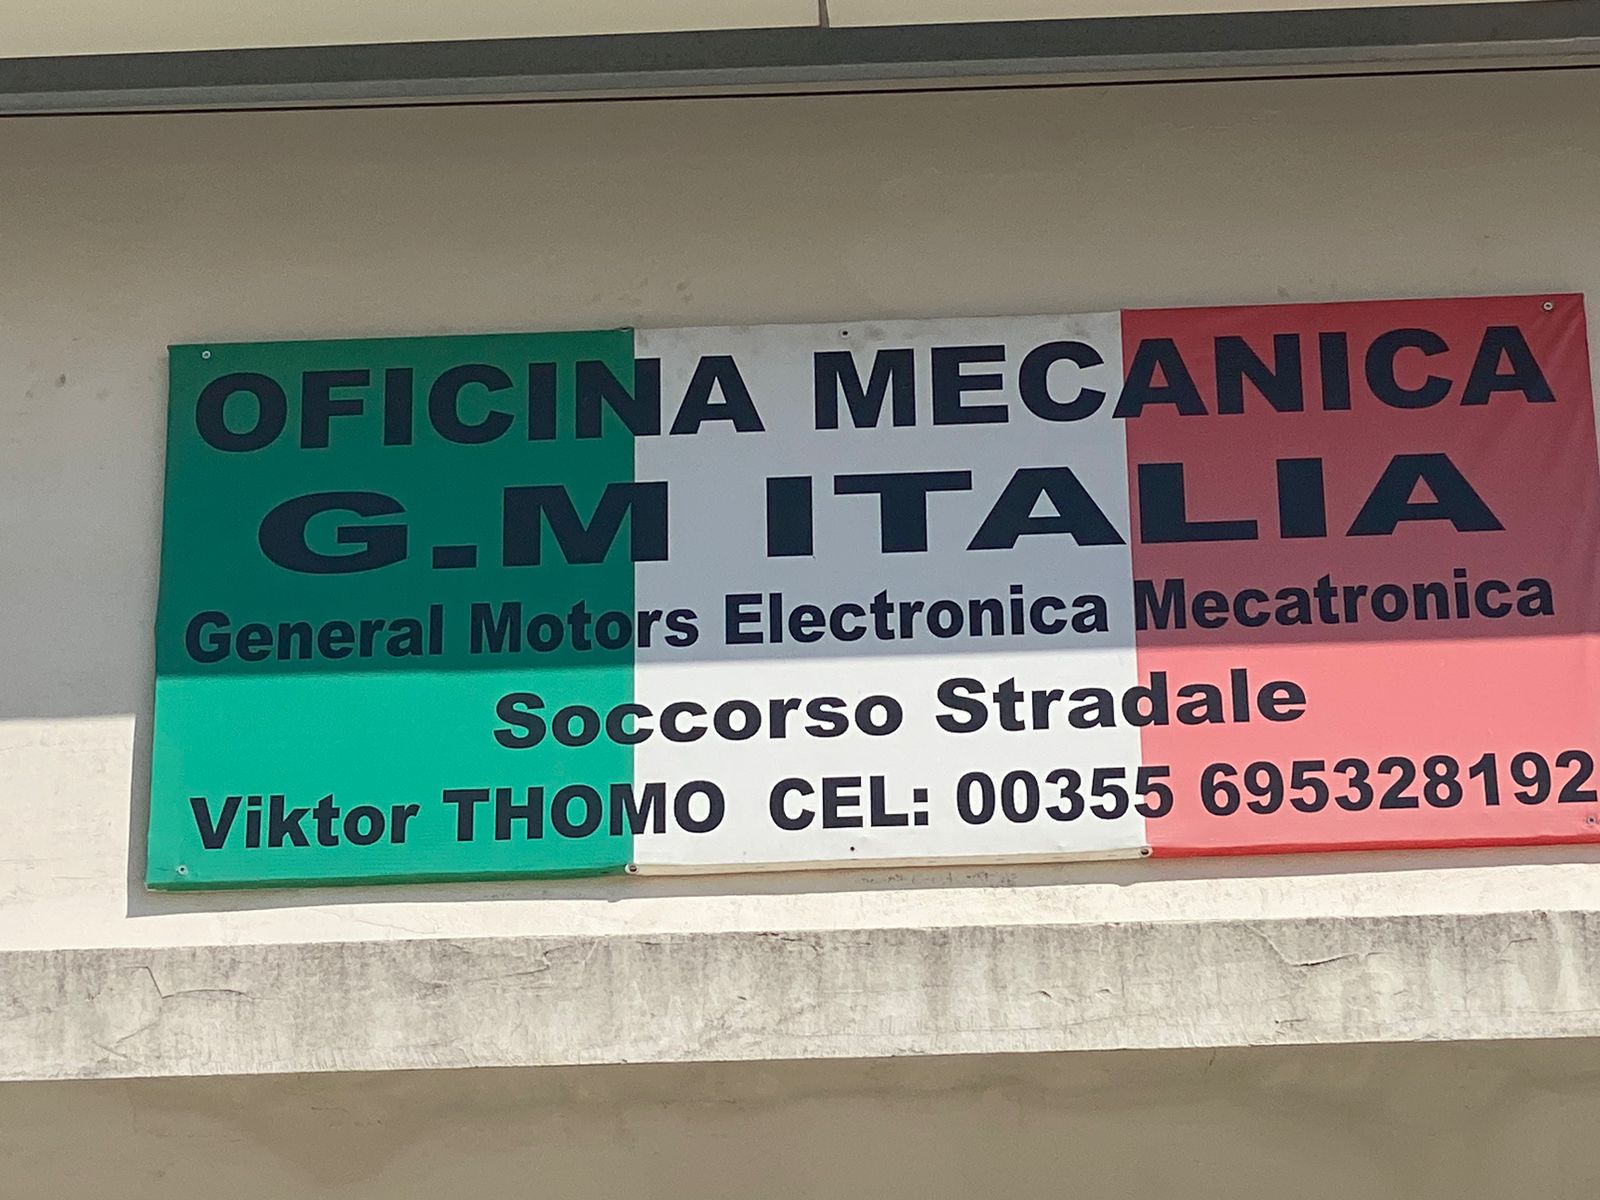 OFICINA MECANICA
G.M ITALIA
General Motors Electronica Mecatronica
Soccorso Stradale
Viktor THOMO CEL: 00355 695328192